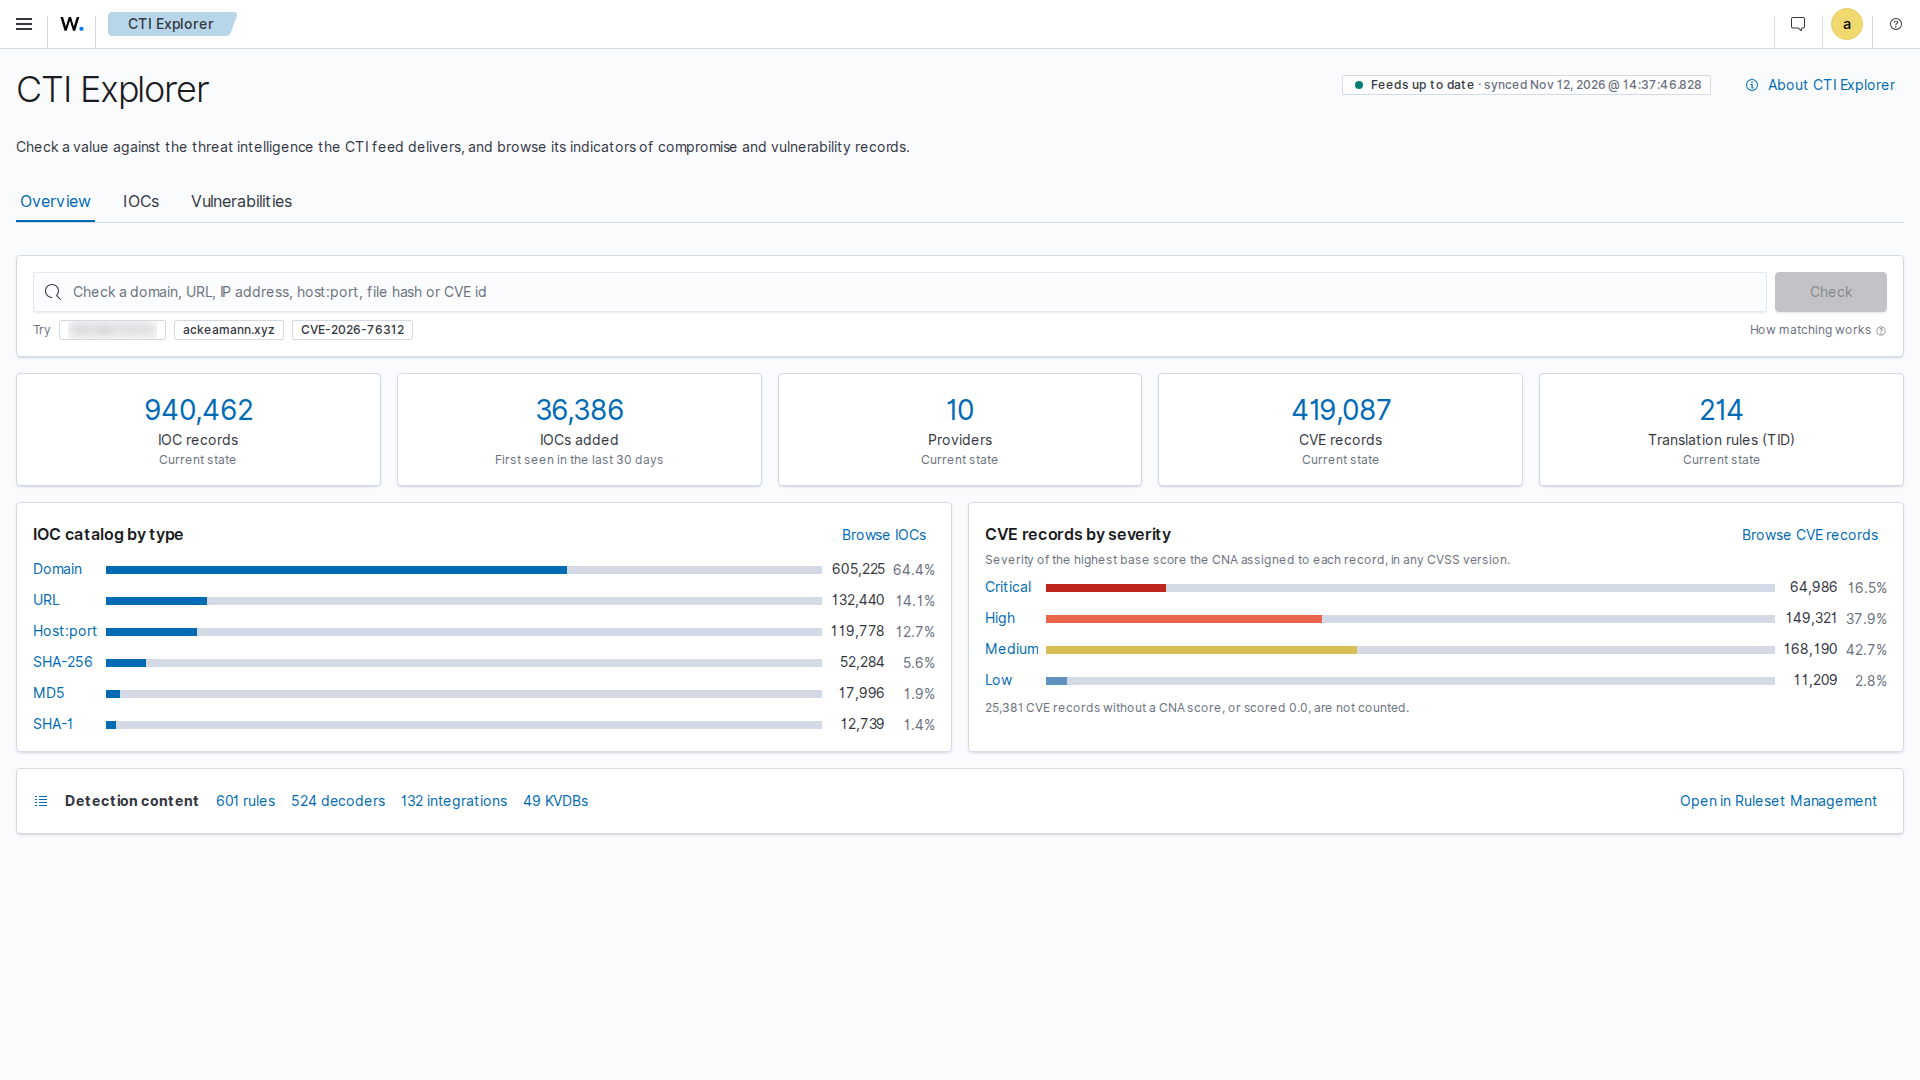 W.
CTI Explorer
a
CTI Explorer
Feeds up to date · synced Nov 12, 2026 @ 14:37:46.828
About CTI Explorer
Check a value against the threat intelligence the CTI feed delivers, and browse its indicators of compromise and vulnerability records.
Overview
IOCs
Vulnerabilities
Check a domain, URL, IP address, host:port, file hash or CVE id
Check
Try
ackeamann.xyz
CVE-2026-76312
How matching works
940,462
IOC records
Current state
36,386
IOCs added
First seen in the last 30 days
10
Providers
Current state
419,087
CVE records
Current state
214
Translation rules (TID)
Current state
IOC catalog by type
Browse IOCs
Domain 605,225 64.4%
URL 132,440 14.1%
Host:port 119,778 12.7%
SHA-256 52,284 5.6%
MD5 17,996 1.9%
SHA-1 12,739 1.4%
CVE records by severity
Browse CVE records
Severity of the highest base score the CNA assigned to each record, in any CVSS version.
Critical 64,986 16.5%
High 149,321 37.9%
Medium 168,190 42.7%
Low 11,209 2.8%
25,381 CVE records without a CNA score, or scored 0.0, are not counted.
Detection content
601 rules
524 decoders
132 integrations
49 KVDBs
Open in Ruleset Management